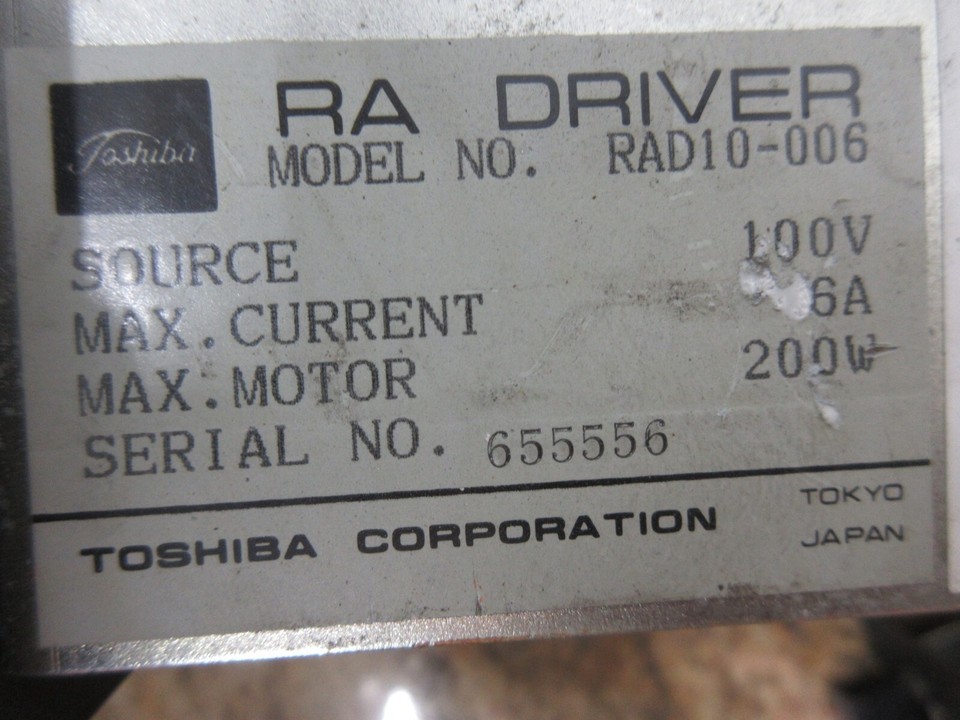 Toshiba
RA DRIVER
MODEL NO. RAD10-006
SOURCE 100V
MAX.CURRENT 6A
MAX.MOTOR 200W
SERIAL NO. 655556
TOSHIBA CORPORATION
TOKYO
JAPAN